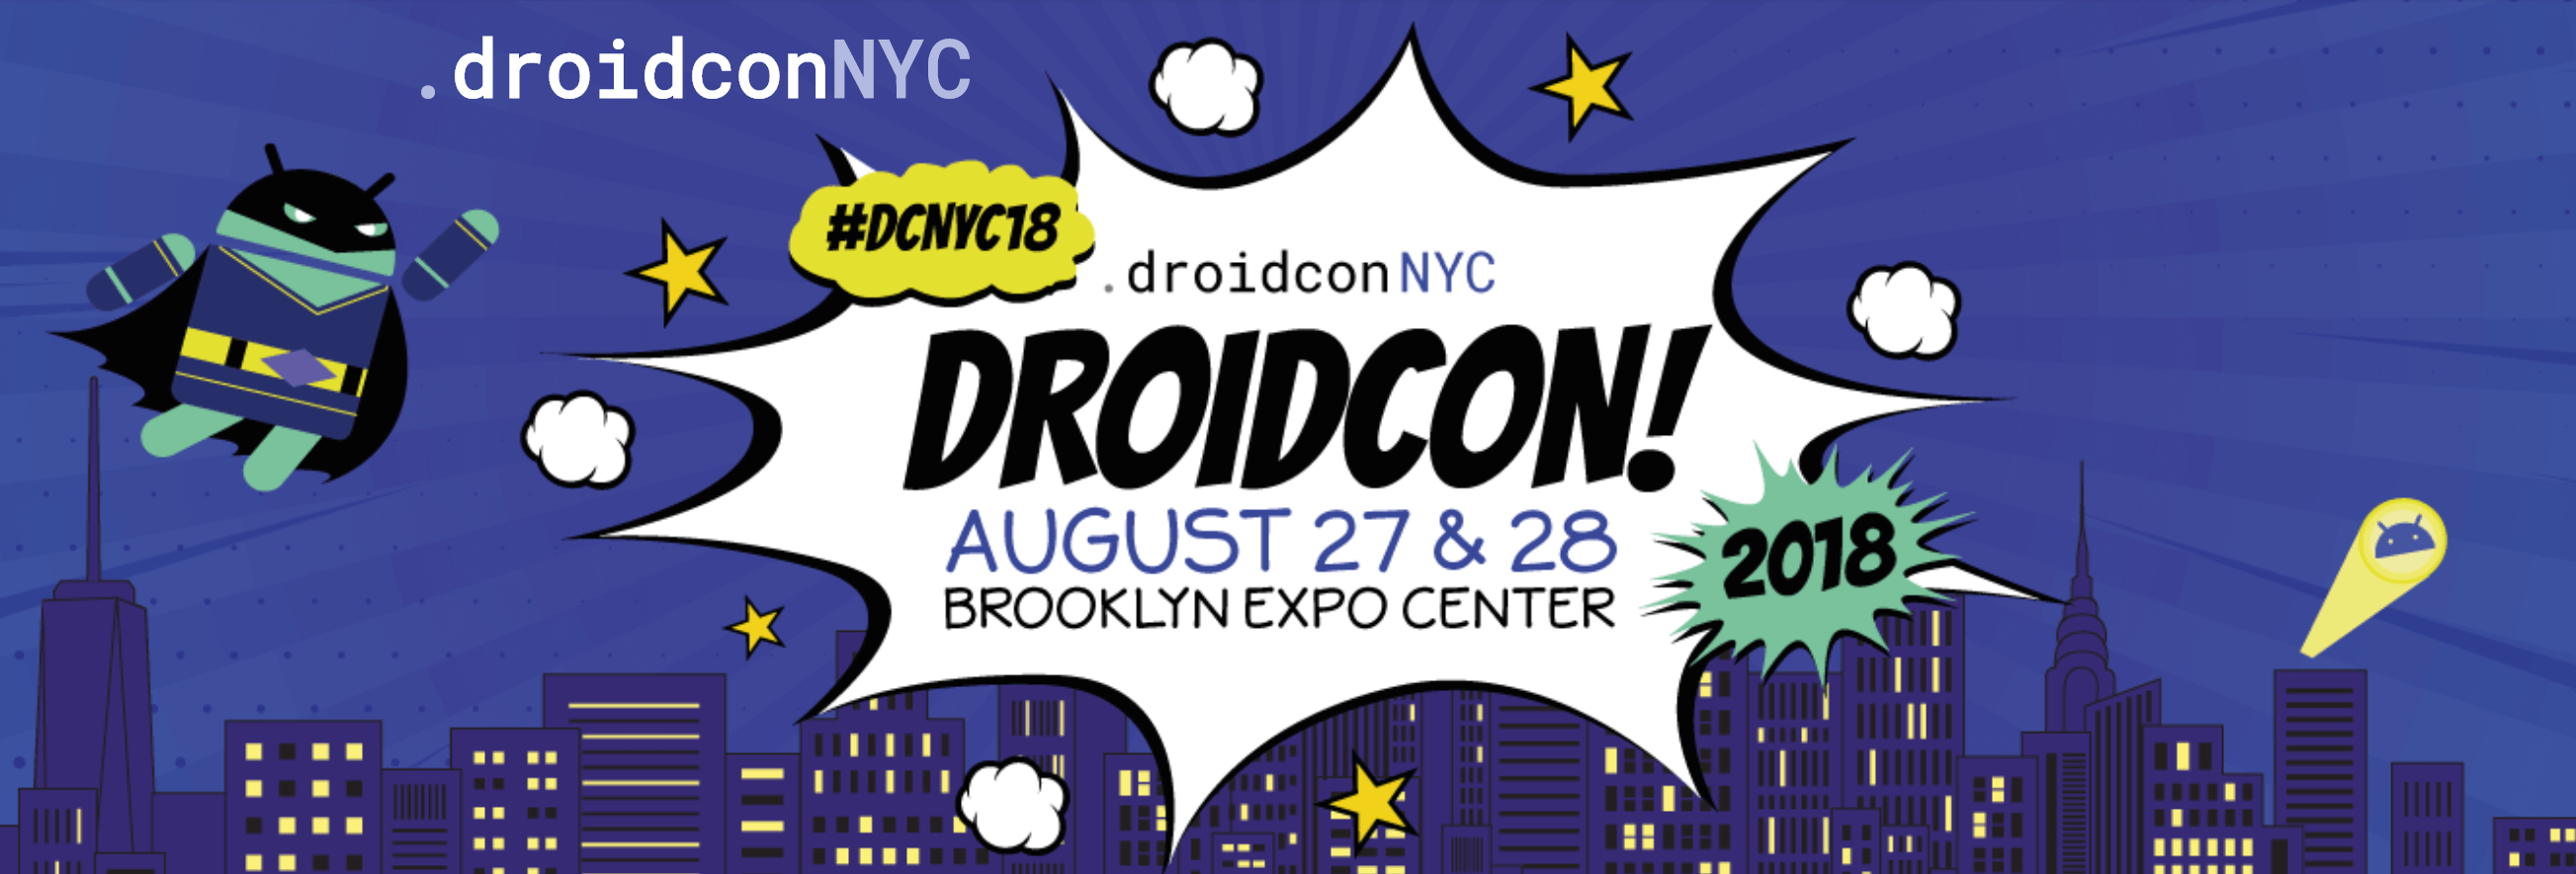 .droidconNYC
#DCNYC18
.droidconNYC
DROIDCON!
AUGUST 27 & 28
BROOKLYN EXPO CENTER
2018